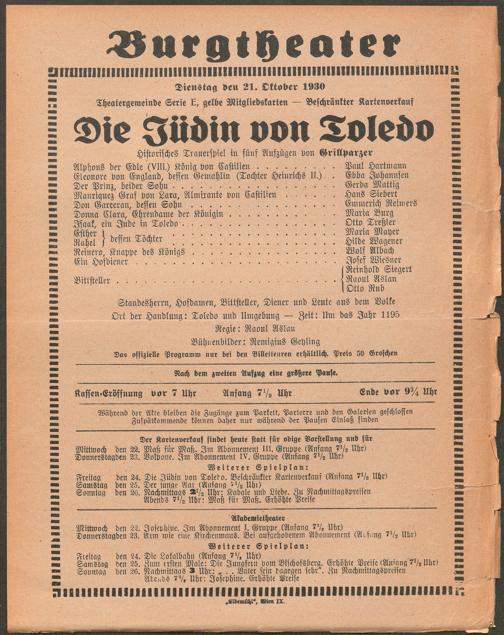 Burgtheater
Dienstag den 21. Oktober 1930
Theatergemeinde Serie E, gelbe Mitgliedskarten — Beschränkter Kartenverkauf
Die Jüdin von Toledo
Historisches Trauerspiel in fünf Aufzügen von Grillparzer
Alphons der Edle (VIII.) König von Castilien . . . Paul Hartmann
Eleonore von England, dessen Gemahlin (Tochter Heinrichs II.) . . . Ebba Johannsen
Der Prinz, beider Sohn . . . Gerda Mattig
Manriquez Graf von Lara, Almirante von Castilien . . . Hans Siebert
Don Garceran, dessen Sohn . . . Emmerich Reimers
Donna Clara, Ehrendame der Königin . . . Maria Burg
Isaak, ein Jude in Toledo . . . Otto Treßler
Esther } dessen Töchter . . . Maria Mayer
Rahel } . . . Hilde Wagener
Reinero, Knappe des Königs . . . Wolf Albach
Ein Hofdiener . . . Josef Wiesner
Bittsteller . . . { Reinhold Siegert
Raoul Aslan
Otto Rub
Standesherrn, Hofdamen, Bittsteller, Diener und Leute aus dem Volke
Ort der Handlung: Toledo und Umgebung — Zeit: Um das Jahr 1195
Regie: Raoul Aslan
Bühnenbilder: Remigius Geyling
Das offizielle Programm nur bei den Billetteuren erhältlich. Preis 50 Groschen
Nach dem zweiten Aufzug eine größere Pause.
Kassen-Eröffnung vor 7 Uhr Anfang 7½ Uhr Ende vor 9¾ Uhr
Während der Akte bleiben die Zugänge zum Parkett, Parterre und den Galerien geschlossen
Zuspätkommende können daher nur während der Pausen Einlaß finden
Der Kartenverkauf findet heute statt für obige Vorstellung und für
Mittwoch den 22. Maß für Maß. Im Abonnement III. Gruppe (Anfang 7½ Uhr)
Donnerstag den 23. Volpone. Im Abonnement IV. Gruppe (Anfang 7½ Uhr)
Weiterer Spielplan:
Freitag den 24. Die Jüdin von Toledo. Beschränkter Kartenverkauf (Anfang 7½ Uhr)
Samstag den 25. Der junge Aar (Anfang 7½ Uhr)
Sonntag den 26. Nachmittags 2½ Uhr: Kabale und Liebe. Zu Nachmittagspreisen
Abends 7½ Uhr: Maß für Maß. Erhöhte Preise
Akademietheater
Mittwoch den 22. Josephine. Im Abonnement I. Gruppe (Anfang 7½ Uhr)
Donnerstag den 23. Arm wie eine Kirchenmaus. Bei aufgehobenem Abonnement (Anfang 7½ Uhr)
Weiterer Spielplan:
Freitag den 24. Die Lokalbahn (Anfang 7½ Uhr)
Samstag den 25. Zum ersten Male: Die Jungfern vom Bischofsberg. Erhöhte Preise (Anfang 7½ Uhr)
Sonntag den 26. Nachmittags 3 Uhr: „ . . Vater sein dagegen sehr“. Zu Nachmittagspreisen
Abends 7½ Uhr: Josephine. Erhöhte Preise
„Elbemühl“, Wien IX.